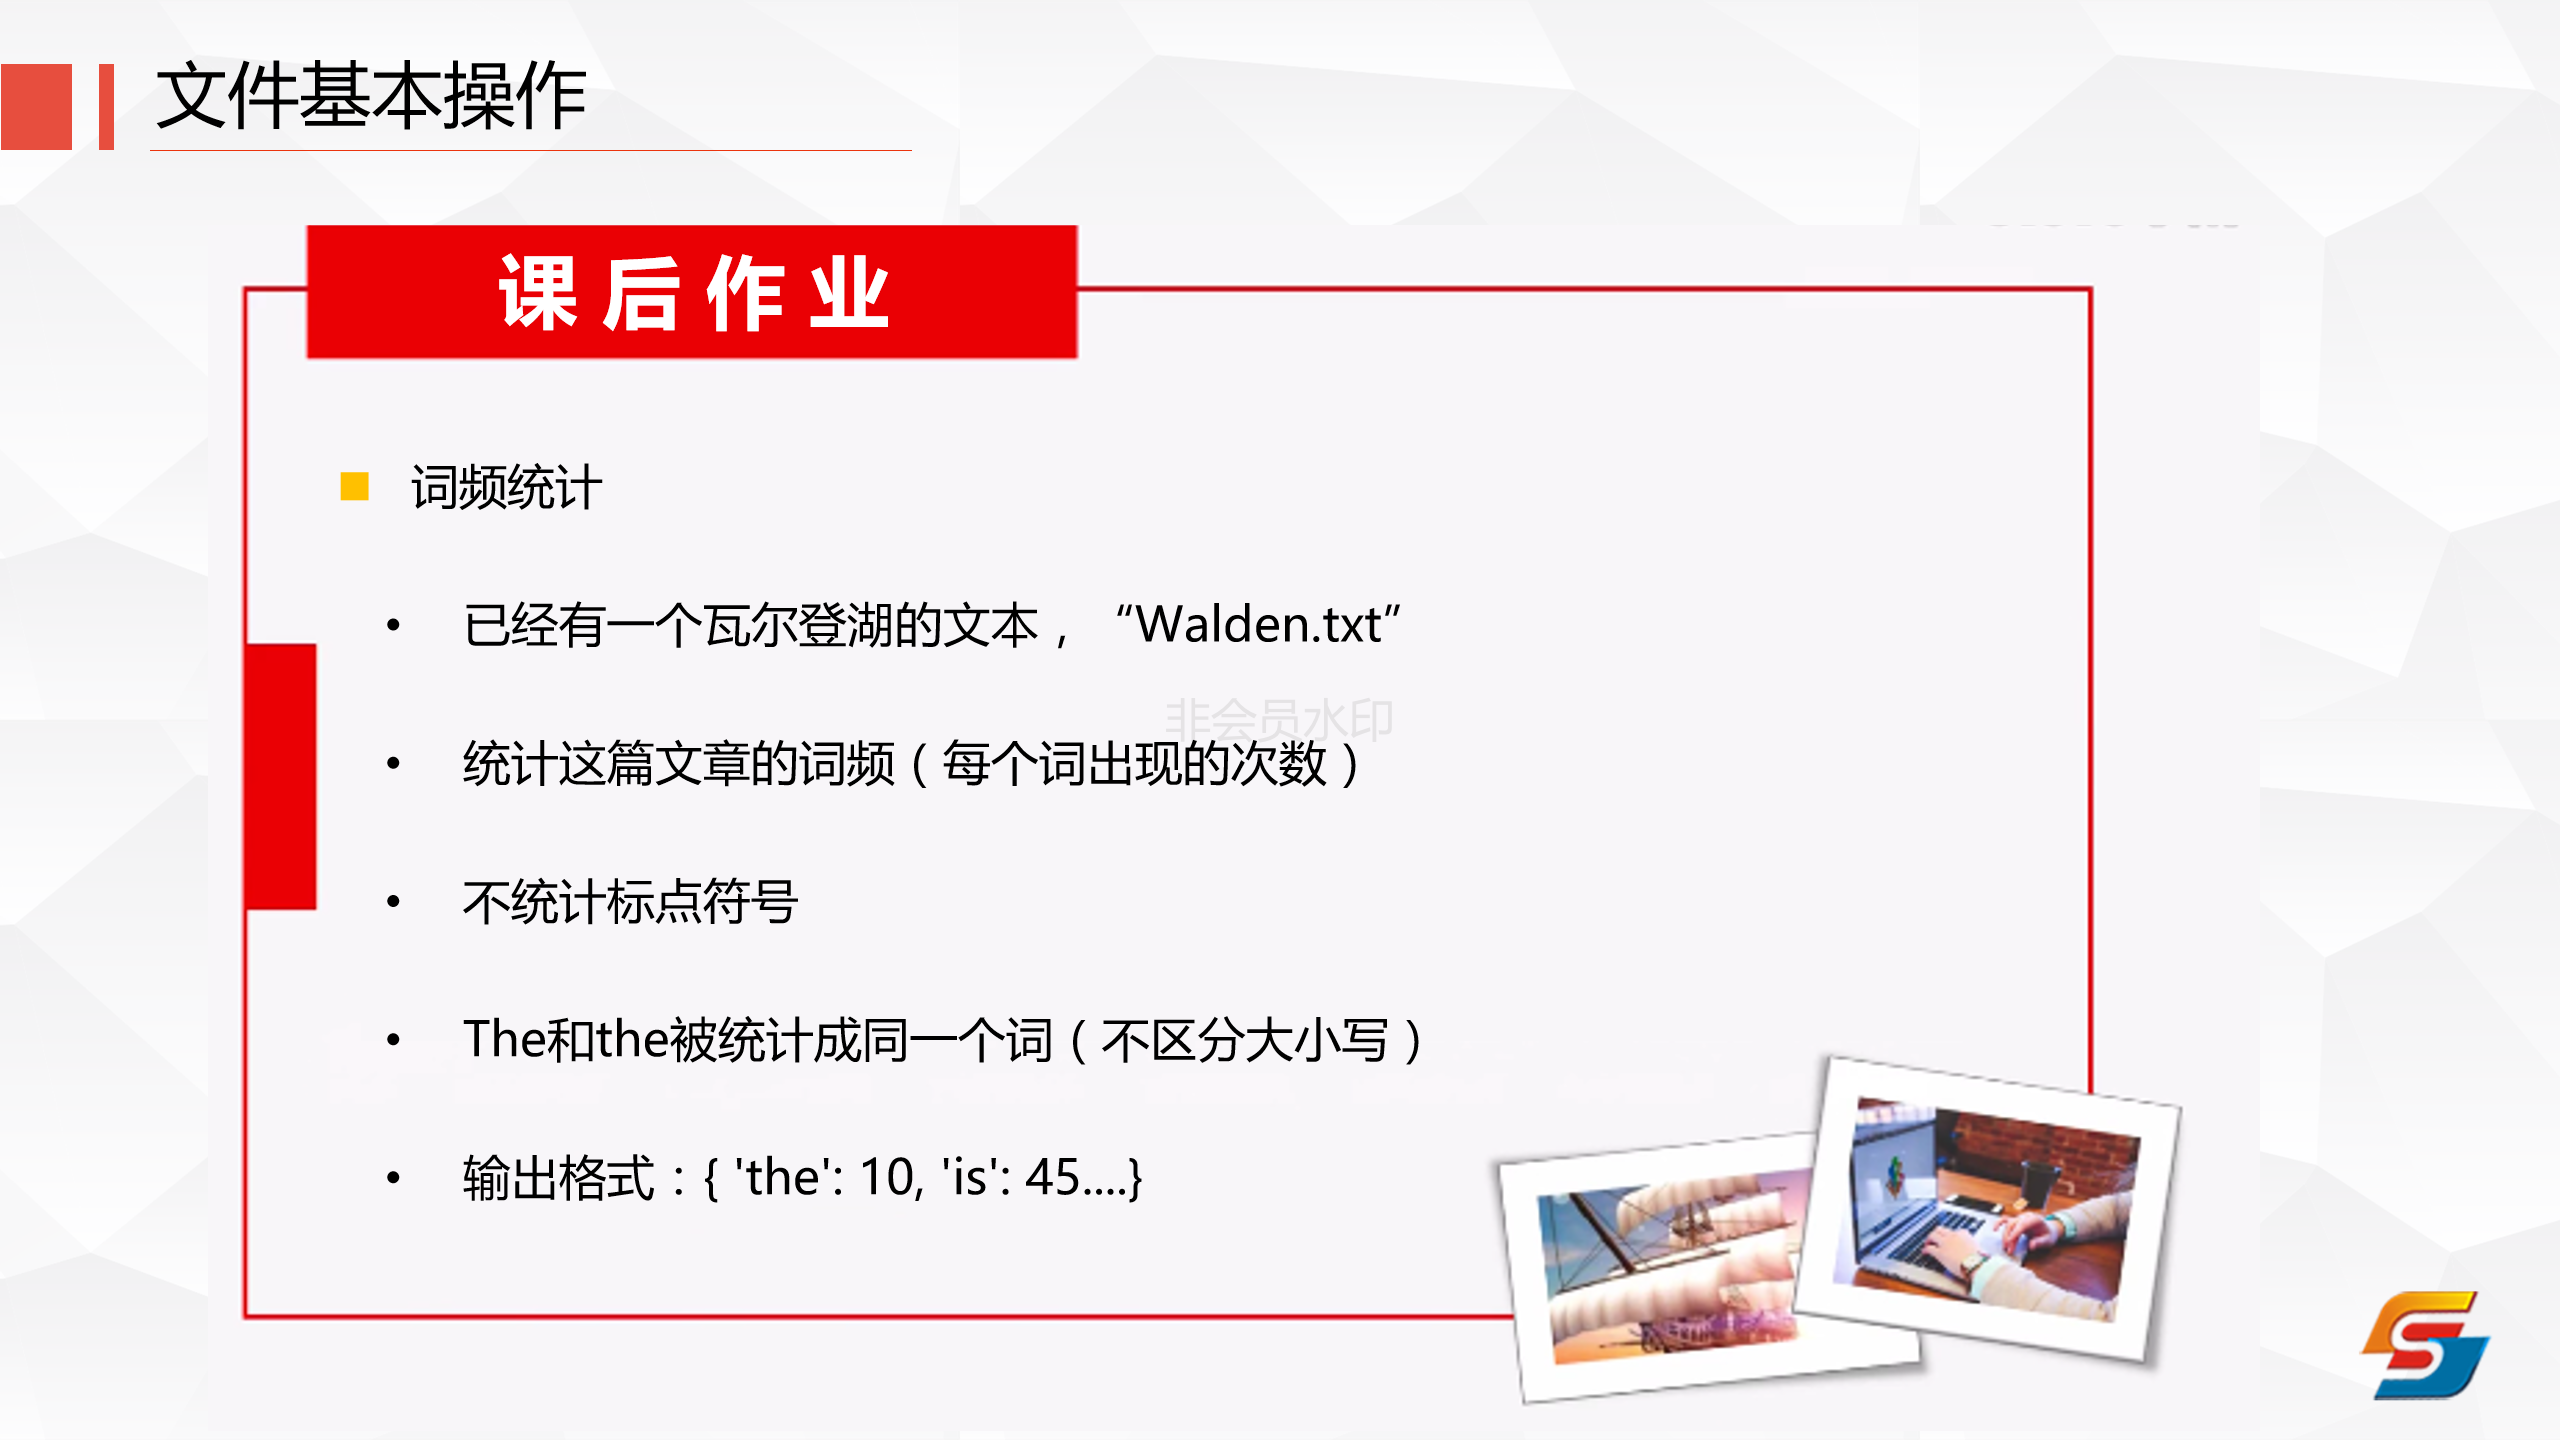 文件基本操作
课后作业
词频统计
• 已经有一个瓦尔登湖的文本，“Walden.txt”
非会员水印
• 统计这篇文章的词频（每个词出现的次数）
• 不统计标点符号
• The和the被统计成同一个词（不区分大小写）
• 输出格式：{ 'the': 10, 'is': 45....}